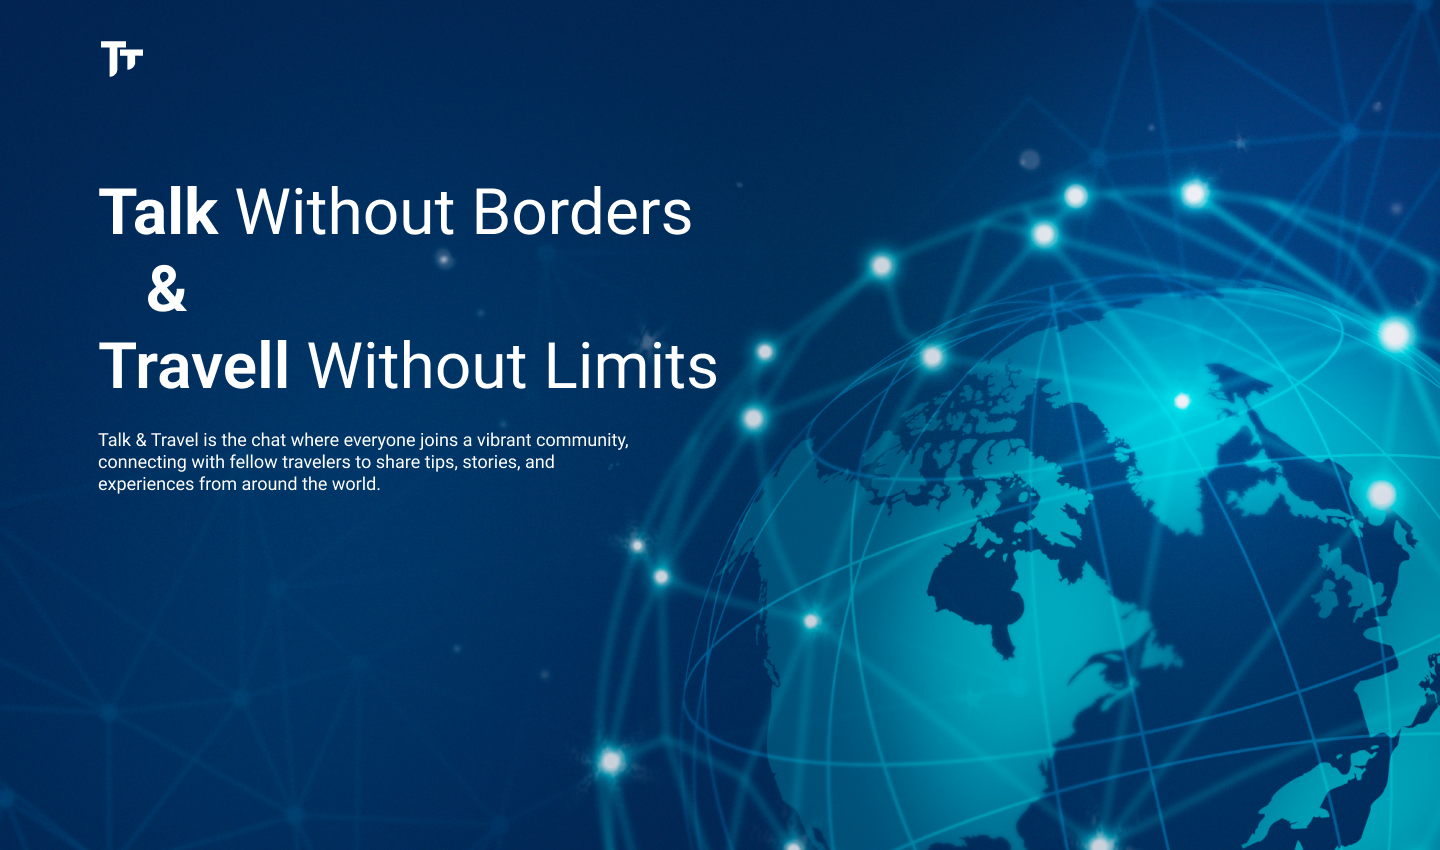 TT
Talk Without Borders
&
Travell Without Limits
Talk & Travel is the chat where everyone joins a vibrant community,
connecting with fellow travelers to share tips, stories, and
experiences from around the world.